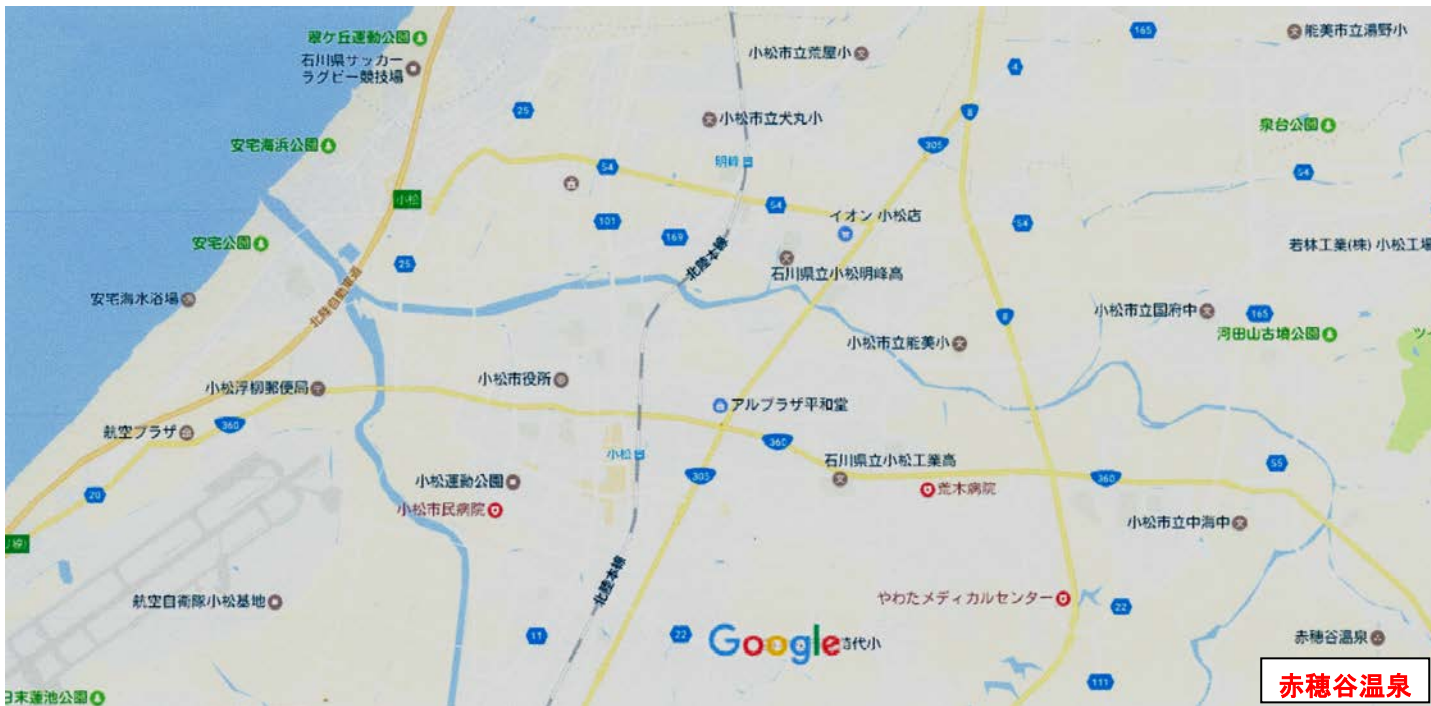 能美市立湯野小
165
翠ケ丘運動公園
小松市立荒屋小
石川県サッカー
ラグビー競技場
4
25
8
小松市立犬丸小
泉台公園
305
安宅海浜公園
明峰
54
54
小松
54
イオン 小松店
101
54
169
安宅公園
若林工業(株) 小松工場
北陸本線
25
石川県立小松明峰高
北陸自動車道
安宅海水浴場
小松市立国府中
165
8
河田山古墳公園
ツイ
小松市立能美小
小松市役所
小松浮柳郵便局
アルプラザ平和堂
360
航空プラザ
360
小松
石川県立小松工業高
55
305
360
小松運動公園
荒木病院
20
小松市民病院
小松市立中海中
北陸本線
航空自衛隊小松基地
やわたメディカルセンター
22
11
22
Google
赤穂谷温泉
111
日末蓮池公園
赤穂谷温泉